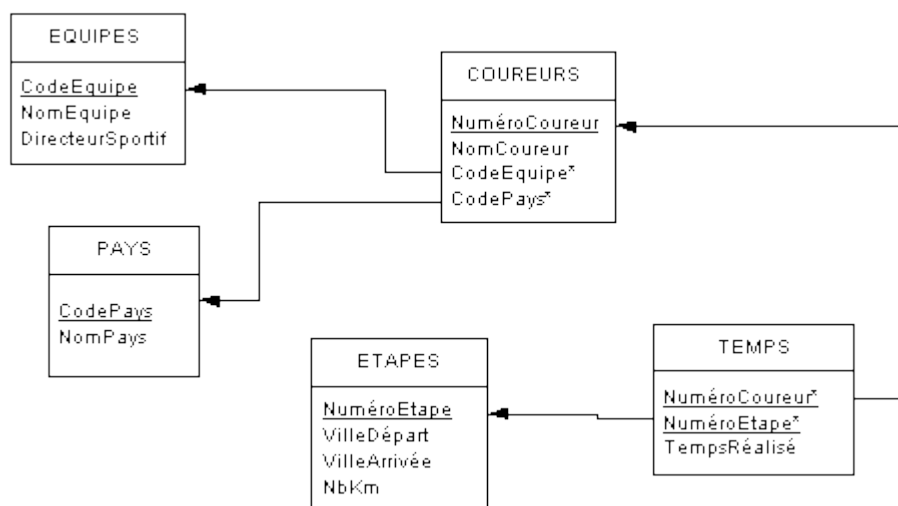 EQUIPES
CodeEquipe
NomEquipe
DirecteurSportif
COUREURS
NuméroCoureur
NomCoureur
CodeEquipe*
CodePays*
PAYS
CodePays
NomPays
ETAPES
NuméroEtape
VilleDépart
VilleArrivée
NbKm
TEMPS
NuméroCoureur*
NuméroEtape*
TempsRéalisé